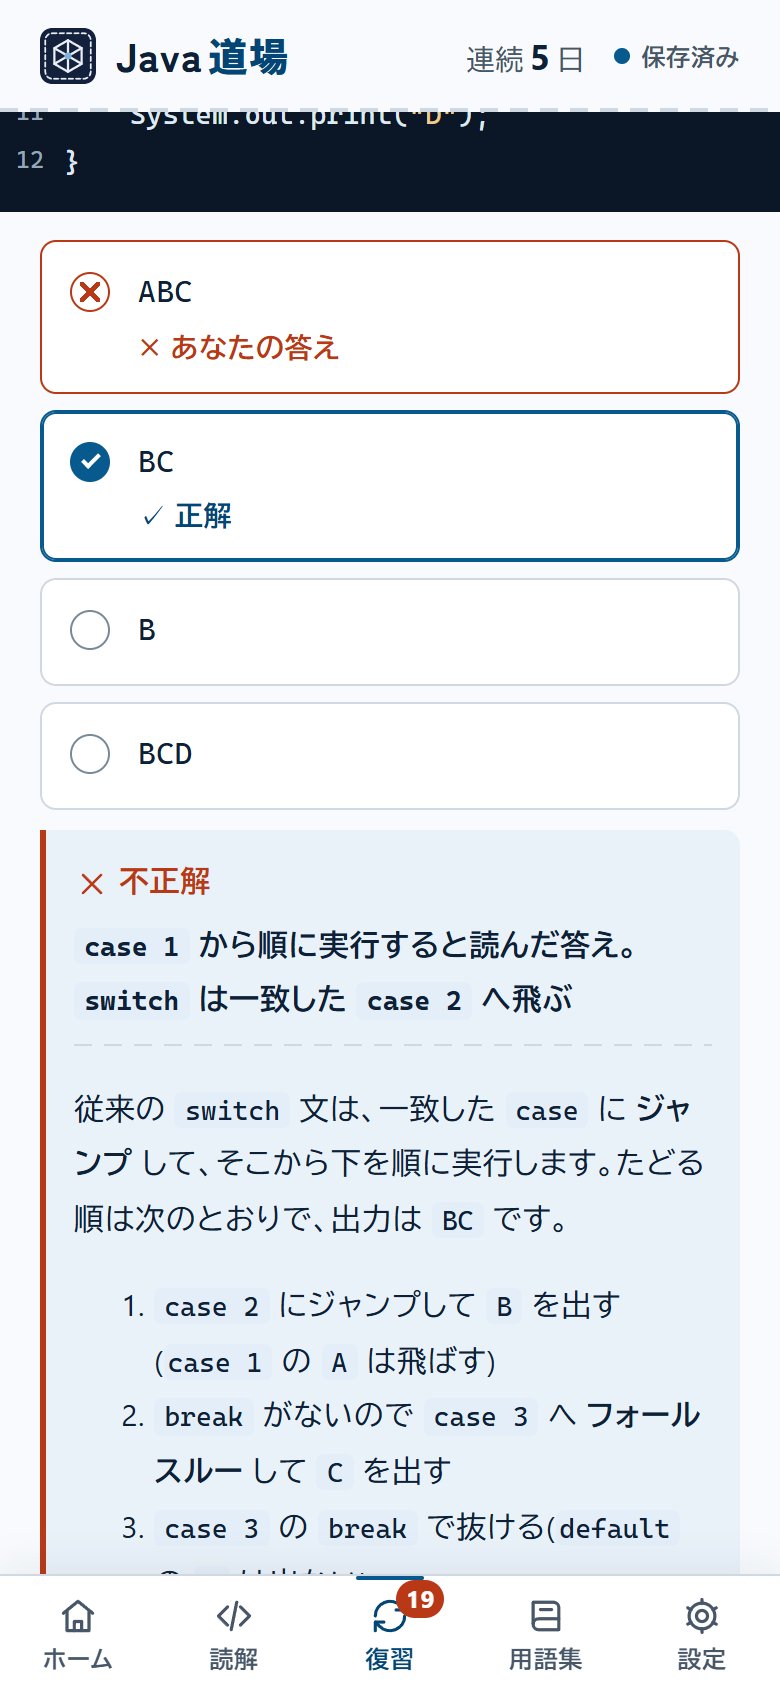 Java道場
連続 5 日 保存済み
11 System.out.print("D");
12 }
ABC
× あなたの答え
BC
✓ 正解
B
BCD
× 不正解
case 1 から順に実行すると読んだ答え。
switch は一致した case 2 へ飛ぶ
従来の switch 文は、一致した case に ジャ
ンプ して、そこから下を順に実行します。たどる
順は次のとおりで、出力は BC です。
1. case 2 にジャンプして B を出す
(case 1 の A は飛ばす)
2. break がないので case 3 へ フォール
スルー して C を出す
3. case 3 の break で抜ける(default
19
ホーム 読解 復習 用語集 設定